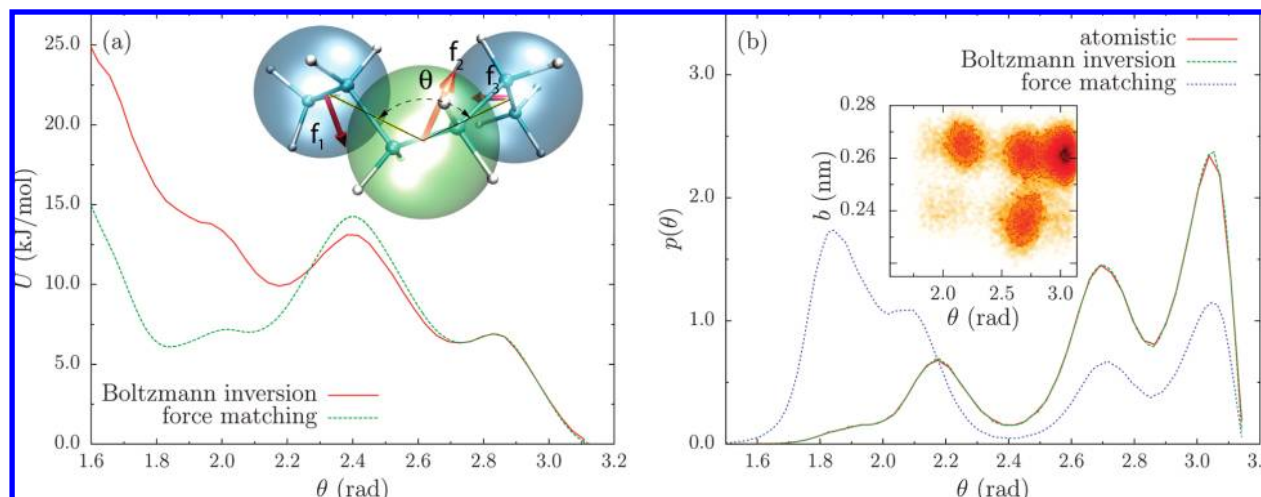 (a)
25.0
20.0
15.0
10.0
5.0
0.0
U (kJ/mol)
f1
θ
f2
f3
Boltzmann inversion
force matching
1.6 1.8 2.0 2.2 2.4 2.6 2.8 3.0 3.2
θ (rad)
(b)
atomistic
Boltzmann inversion
force matching
3.0
2.0
1.0
0.0
p(θ)
0.28
0.26
0.24
b (nm)
2.0 2.5 3.0
θ (rad)
1.6 1.8 2.0 2.2 2.4 2.6 2.8 3.0 3.
θ (rad)